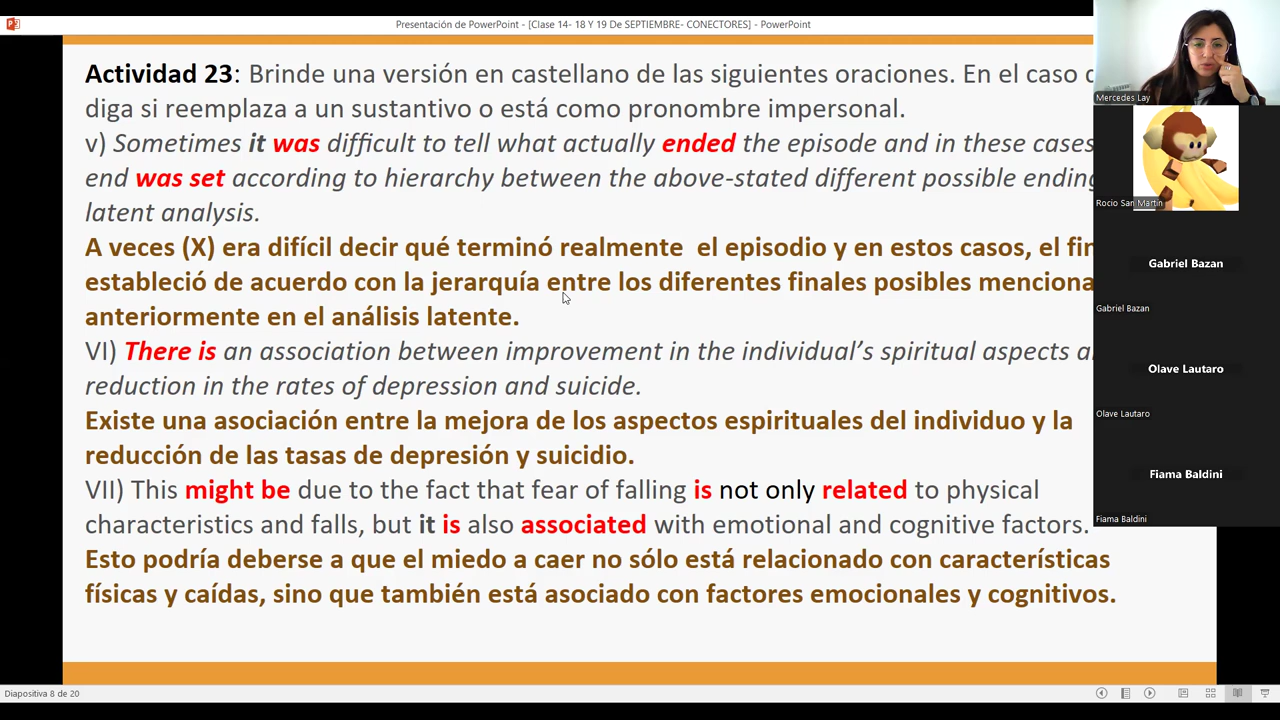 Presentación de PowerPoint - [Clase 14- 18 Y 19 De SEPTIEMBRE- CONECTORES] - PowerPoint
Actividad 23: Brinde una versión en castellano de las siguientes oraciones. En el caso
diga si reemplaza a un sustantivo o está como pronombre impersonal.
v) Sometimes it was difficult to tell what actually ended the episode and in these cases
end was set according to hierarchy between the above-stated different possible ending
latent analysis.
A veces (X) era difícil decir qué terminó realmente el episodio y en estos casos, el
estableció de acuerdo con la jerarquía entre los diferentes finales posibles
anteriormente en el análisis latente.
VI) There is an association between improvement in the individual's spiritual aspects
reduction in the rates of depression and suicide.
Existe una asociación entre la mejora de los aspectos espirituales del individuo y la
reducción de las tasas de depresión y suicidio.
VII) This might be due to the fact that fear of falling is not only related to physical
characteristics and falls, but it is also associated with emotional and cognitive factors.
Esto podría deberse a que el miedo a caer no sólo está relacionado con características
físicas y caídas, sino que también está asociado con factores emocionales y cognitivos.
Diapositiva 8 de 20
Mercedes Lay
Rocio San Martin
Gabriel Bazan
Gabriel Bazan
Olave Lautaro
Olave Lautaro
Fiama Baldini
Fiama Baldini